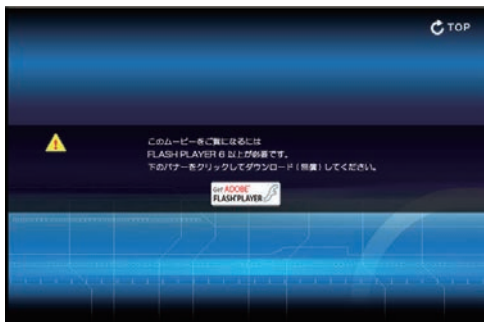 TOP
このムービーをご覧になるには
FLASH PLAYER 6 以上が必要です。
下のバナーをクリックしてダウンロード(無償)してください。
Get ADOBE
FLASH PLAYER